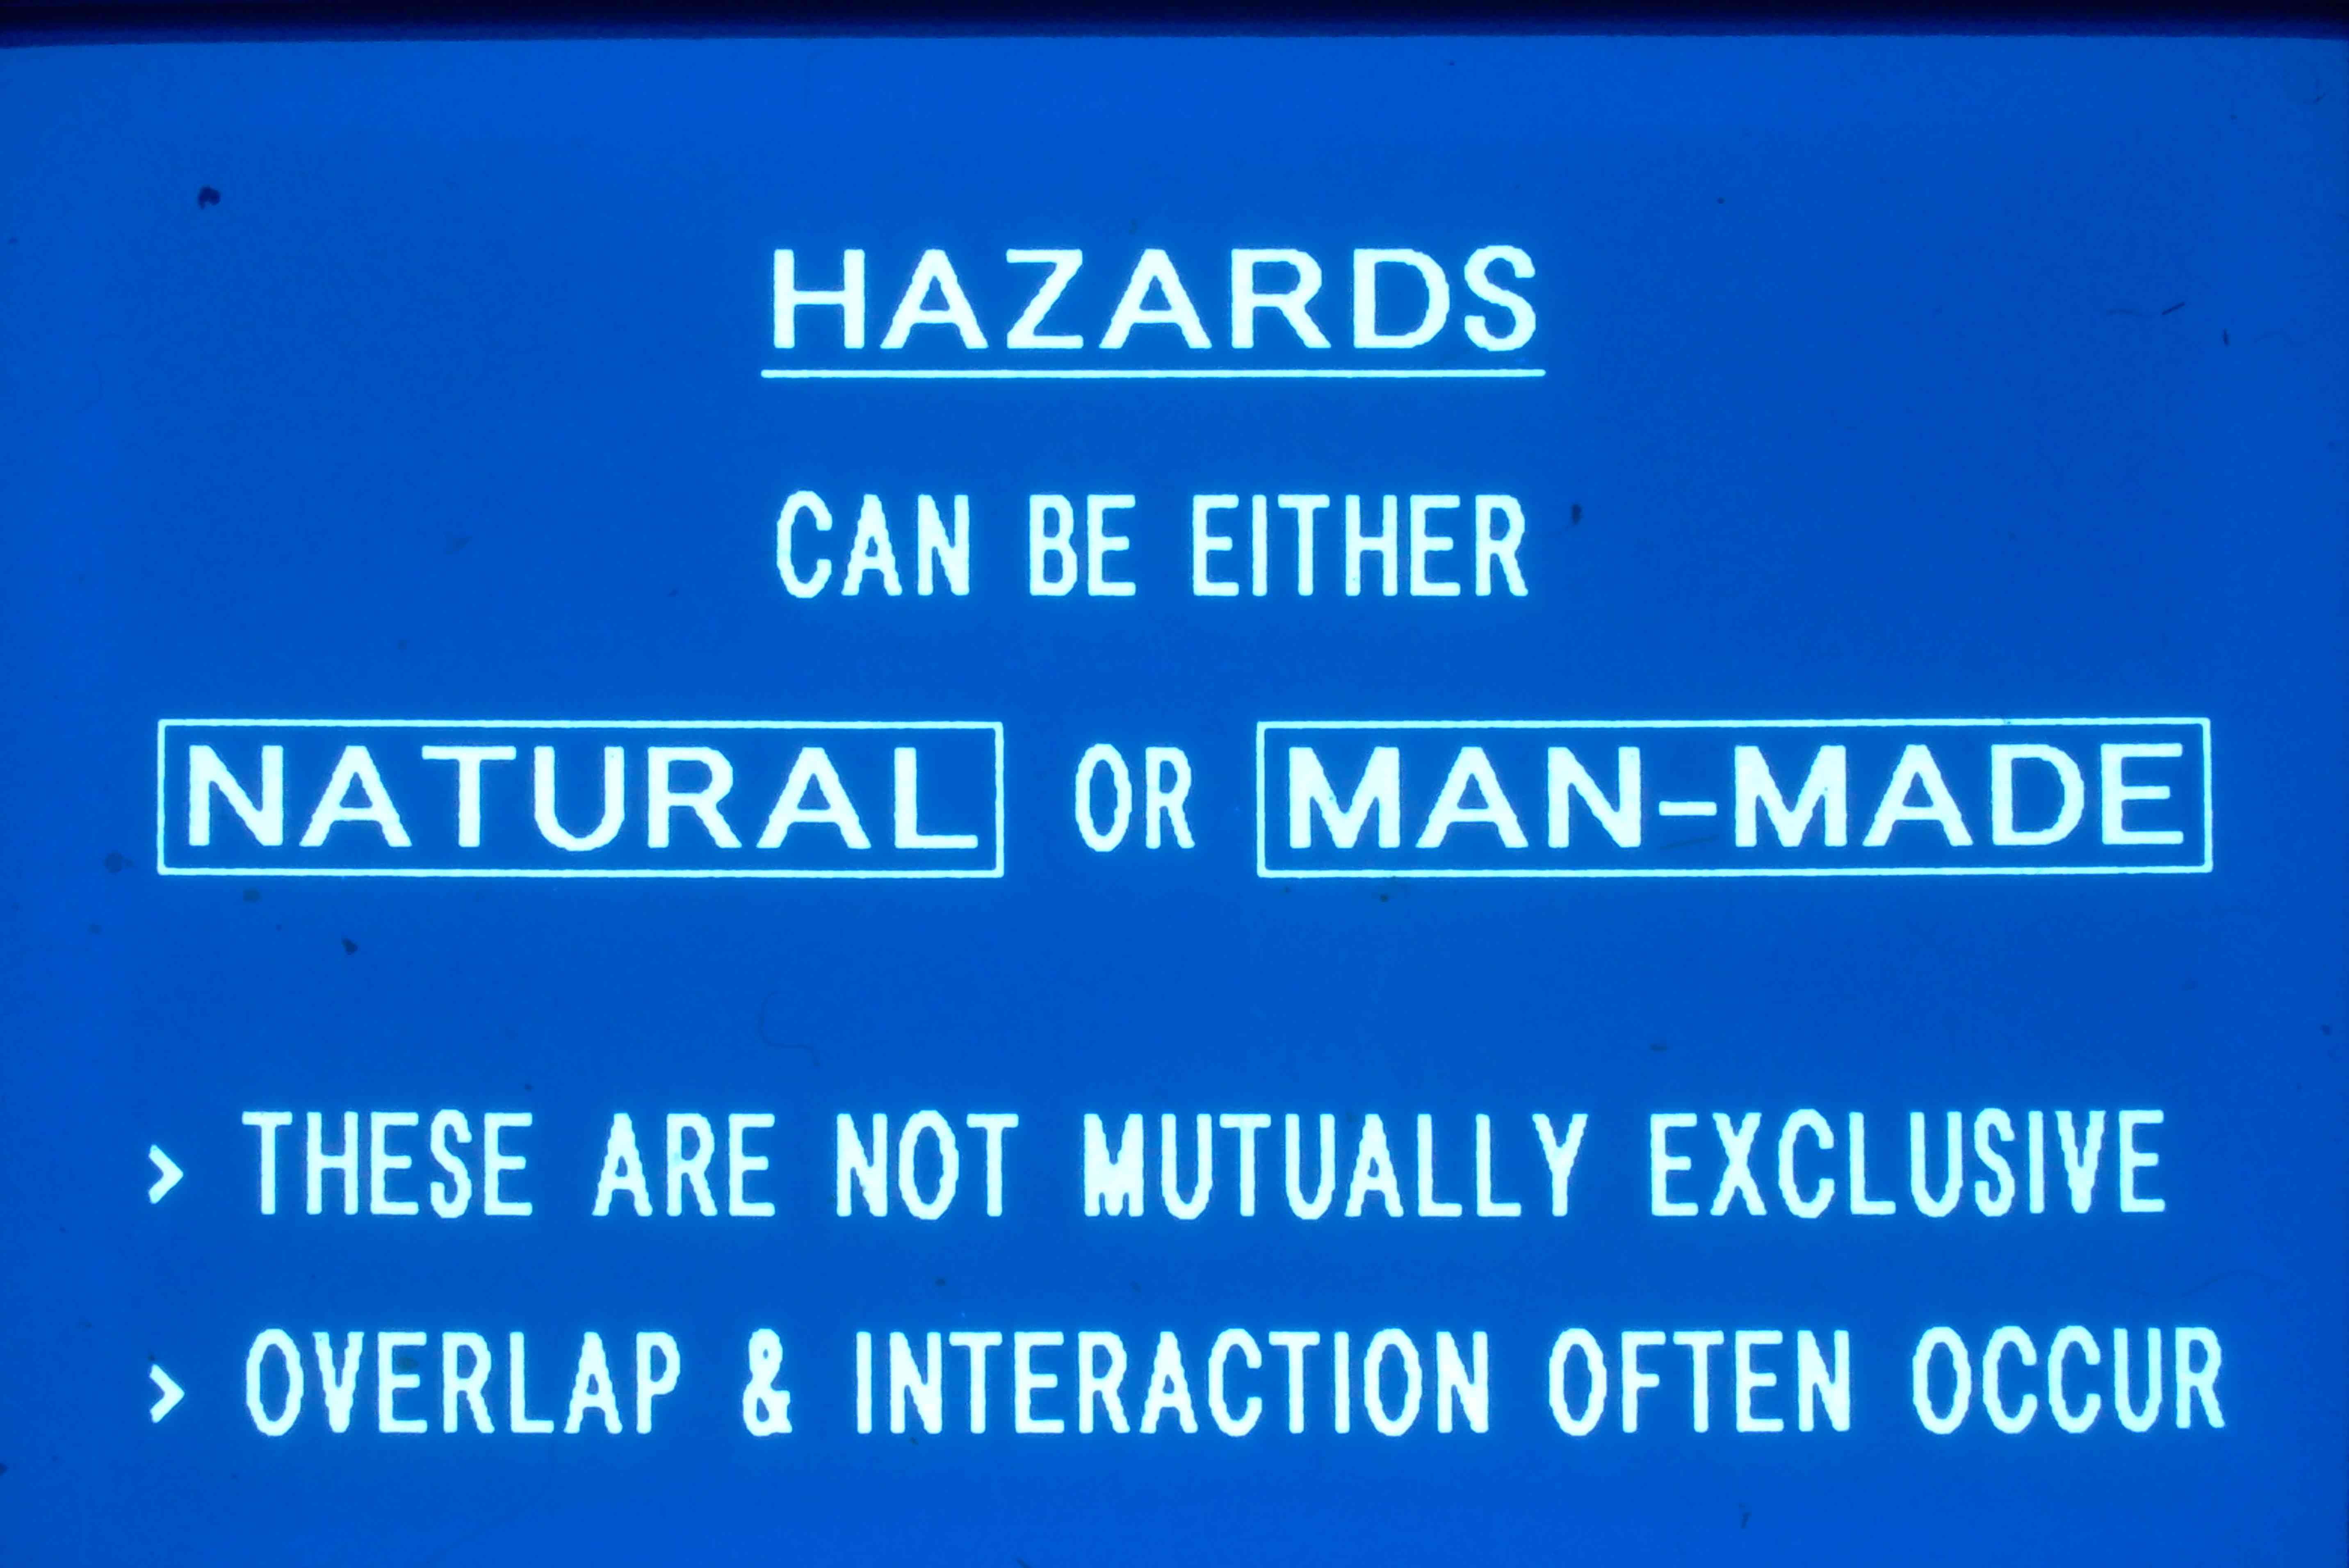 HAZARDS
CAN BE EITHER
NATURAL OR MAN-MADE
> THESE ARE NOT MUTUALLY EXCLUSIVE
> OVERLAP & INTERACTION OFTEN OCCUR